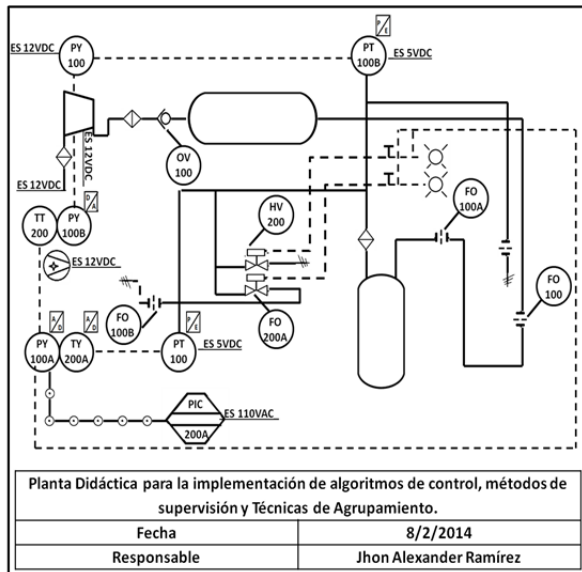 P/E
ES 12VDC
PY
100
PT
100B
ES 5VDC
ES 12VDC
OV
100
ES 12VDC
D/A
HV
200
FO
100A
TT
200
PY
100B
ES 12VDC
FO
100
FO
100B
FO
200A
A/D
A/D
P/E
PY
100A
TY
200A
PT
100
ES 5VDC
PIC
200A
ES 110VAC
Planta Didáctica para la implementación de algoritmos de control, métodos de
supervisión y Técnicas de Agrupamiento.
Fecha
8/2/2014
Responsable
Jhon Alexander Ramírez